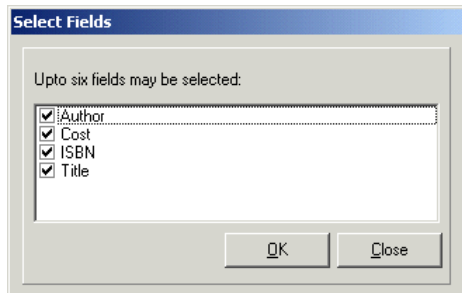 Select Fields
Upto six fields may be selected:
Author
Cost
ISBN
Title
OK
Close